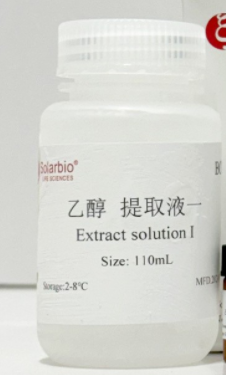 Solarbio®
LIFE SCIENCES
乙醇 提取液一
Extract solution I
Size: 110mL
Storage:2-8℃